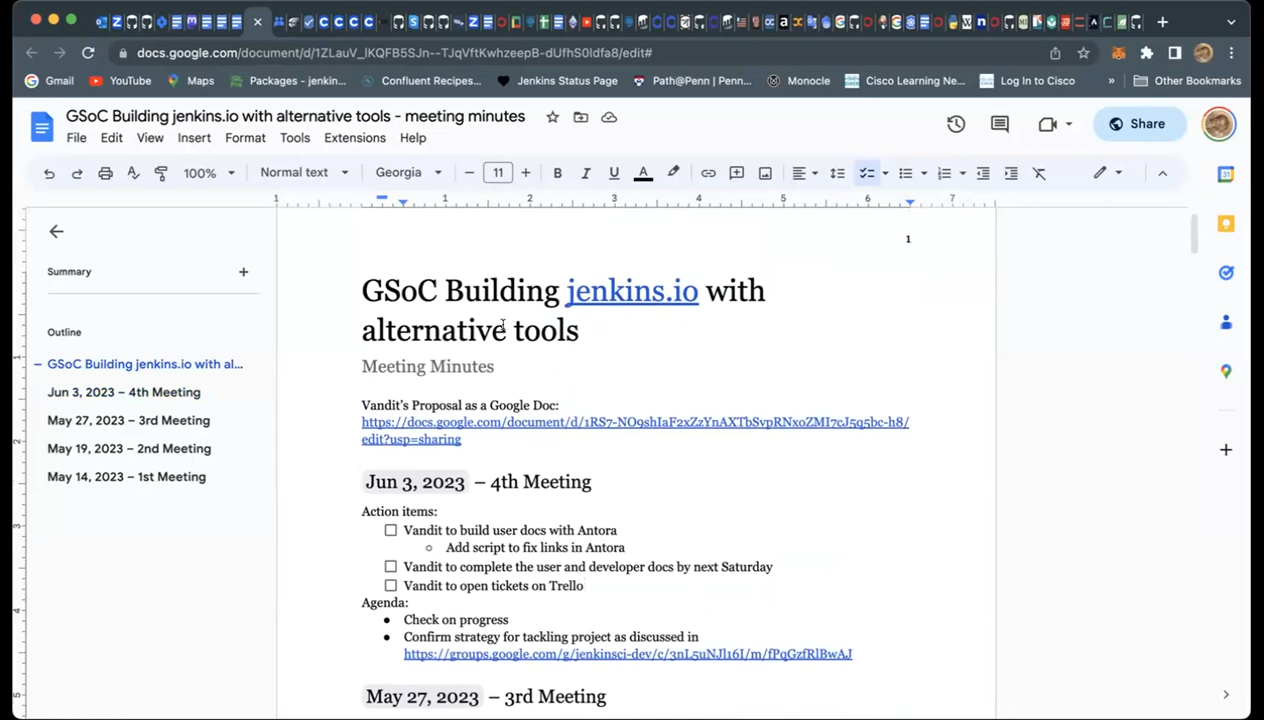 docs.google.com/document/d/1ZLauV_lKQFB5SJn--TJqVftKwhzeepB-dUfhS0ldfa8/edit#
Gmail YouTube Maps Packages - jenkin... Confluent Recipes... Jenkins Status Page Path@Penn | Penn... Monocle Cisco Learning Ne... Log In to Cisco » Other Bookmarks
GSoC Building jenkins.io with alternative tools - meeting minutes
File Edit View Insert Format Tools Extensions Help
Share
100% Normal text Georgia 11 B I U A
1 1 2 3 4 5 6 7
1
Summary
Outline
GSoC Building jenkins.io with al...
Jun 3, 2023 – 4th Meeting
May 27, 2023 – 3rd Meeting
May 19, 2023 – 2nd Meeting
May 14, 2023 – 1st Meeting
GSoC Building jenkins.io with
alternative tools
Meeting Minutes
Vandit's Proposal as a Google Doc:
https://docs.google.com/document/d/1RS7-NO9shIaF2xZzYnAXTbSvpRNxoZMI7cJ5q5bc-h8/
edit?usp=sharing
Jun 3, 2023 – 4th Meeting
Action items:
Vandit to build user docs with Antora
Add script to fix links in Antora
Vandit to complete the user and developer docs by next Saturday
Vandit to open tickets on Trello
Agenda:
Check on progress
Confirm strategy for tackling project as discussed in
https://groups.google.com/g/jenkinsci-dev/c/3nL5uNJl16I/m/fPqGzfRlBwAJ
May 27, 2023 – 3rd Meeting